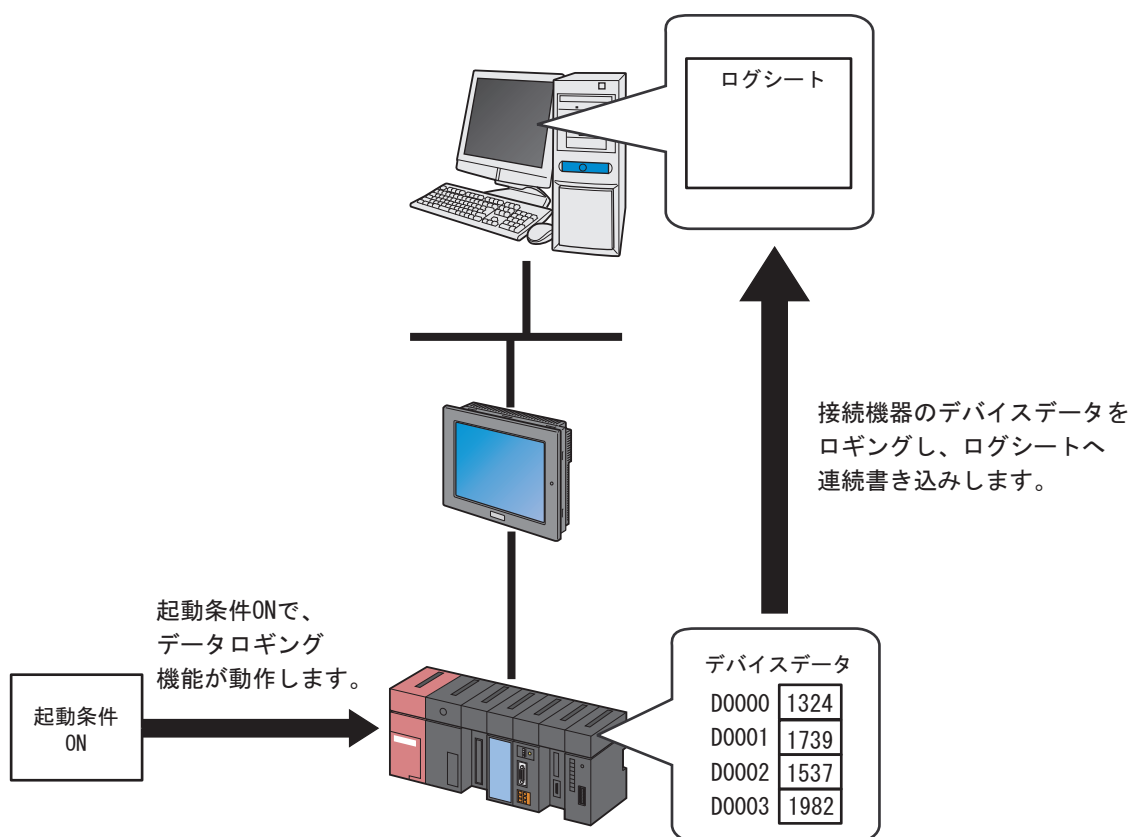 ログシート
接続機器のデバイスデータを
ロギングし、ログシートへ
連続書き込みします。
起動条件ONで、
データロギング
機能が動作します。
起動条件
ON
デバイスデータ
D0000 1324
D0001 1739
D0002 1537
D0003 1982